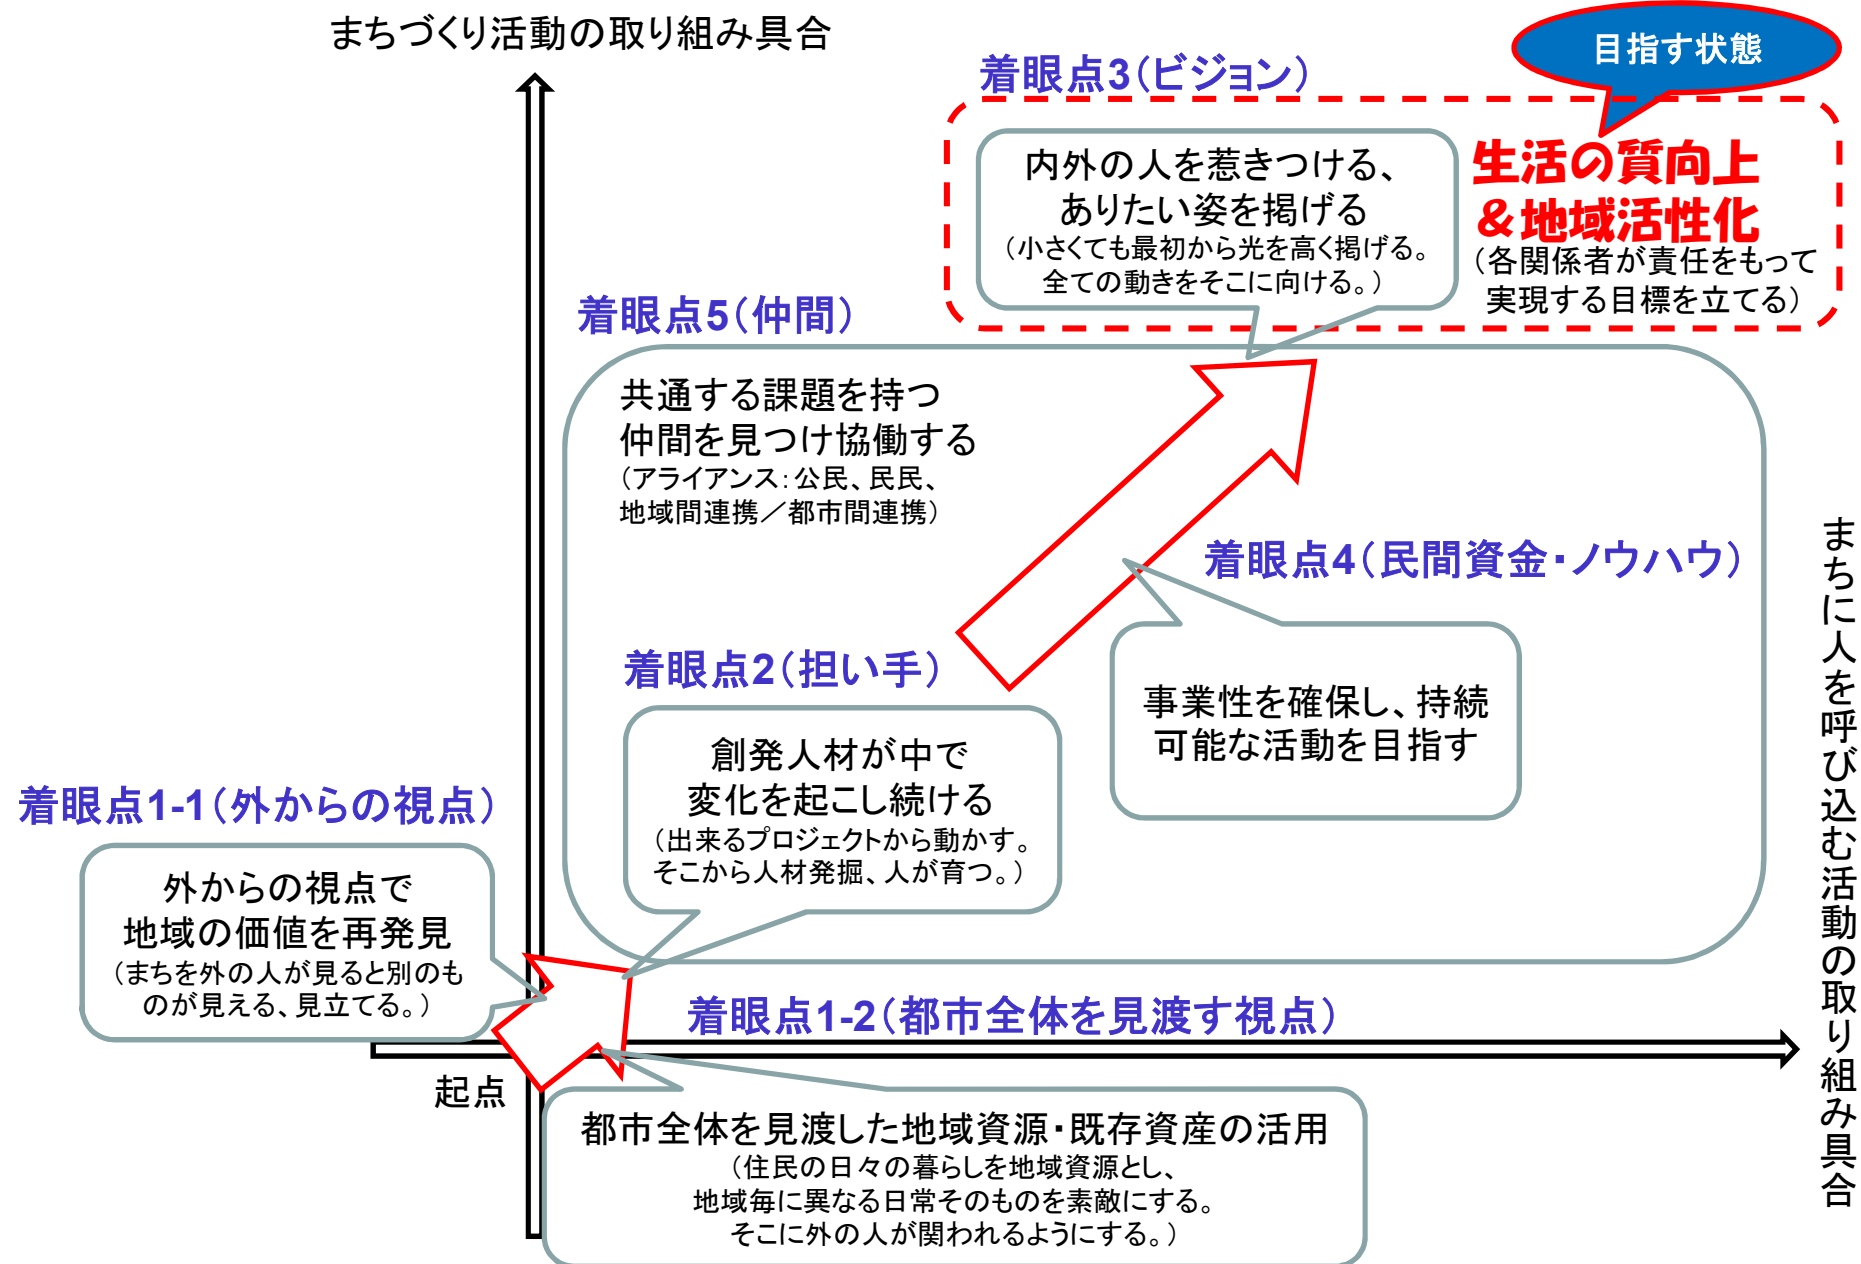 まちづくり活動の取り組み具合
目指す状態
着眼点3(ビジョン)
内外の人を惹きつける、
ありたい姿を掲げる
(小さくても最初から光を高く掲げる。
全ての動きをそこに向ける。)
生活の質向上
&地域活性化
(各関係者が責任をもって
実現する目標を立てる)
着眼点5(仲間)
共通する課題を持つ
仲間を見つけ協働する
(アライアンス:公民、民民、
地域間連携/都市間連携)
着眼点4(民間資金・ノウハウ)
事業性を確保し、持続
可能な活動を目指す
着眼点2(担い手)
創発人材が中で
変化を起こし続ける
(出来るプロジェクトから動かす。
そこから人材発掘、人が育つ。)
着眼点1-1(外からの視点)
外からの視点で
地域の価値を再発見
(まちを外の人が見ると別のも
のが見える、見立てる。)
着眼点1-2(都市全体を見渡す視点)
起点
都市全体を見渡した地域資源・既存資産の活用
(住民の日々の暮らしを地域資源とし、
地域毎に異なる日常そのものを素敵にする。
そこに外の人が関われるようにする。)
まちに人を呼び込む活動の取り組み具合